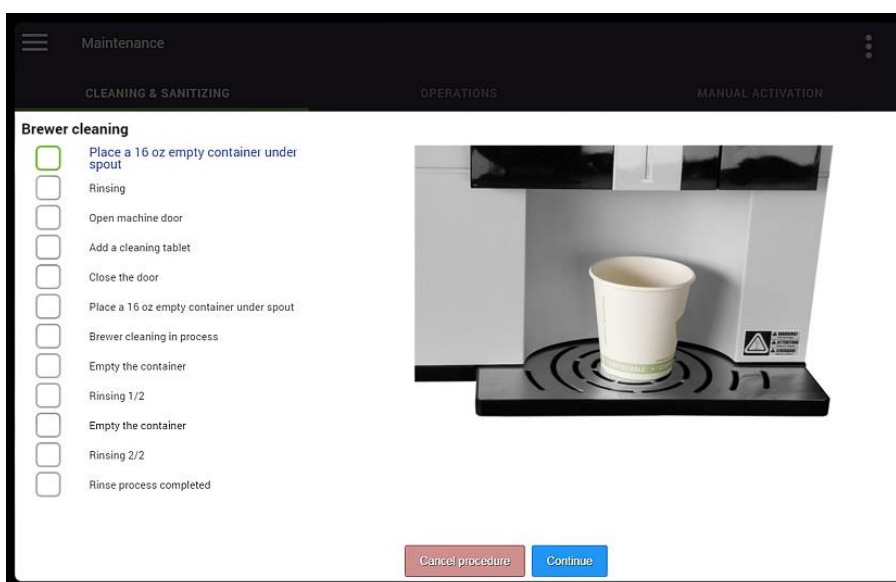 Maintenance
CLEANING & SANITIZING
OPERATIONS
MANUAL ACTIVATION
Brewer cleaning
Place a 16 oz empty container under
spout
Rinsing
Open machine door
Add a cleaning tablet
Close the door
Place a 16 oz empty container under spout
Brewer cleaning in process
Empty the container
Rinsing 1/2
Empty the container
Rinsing 2/2
Rinse process completed
WARNING!
Cancel procedure
Continue